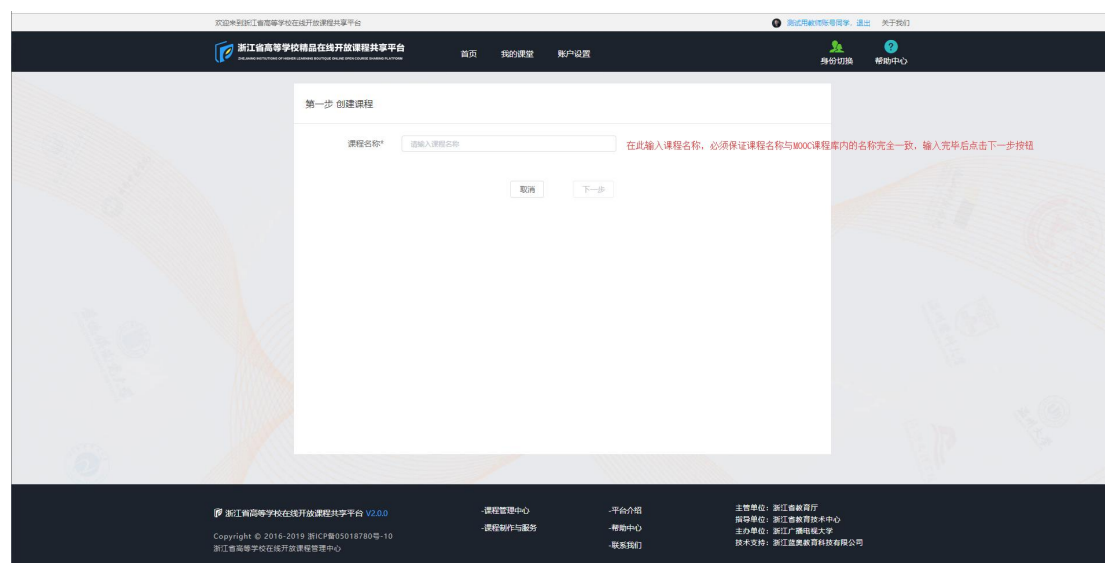 欢迎来到浙江省高等学校在线开放课程共享平台
测试用教师账号同学，退出 关于我们
浙江省高等学校精品在线开放课程共享平台
ZHEJIANG INSTITUTIONS OF HIGHER LEARNING BOUTIQUE ONLINE OPEN COURSE SHARING PLATFORM
首页 我的课堂 账户设置
身份切换 帮助中心
第一步 创建课程
课程名称*
请输入课程名称
在此输入课程名称，必须保证课程名称与MOOC课程库内的名称完全一致，输入完毕后点击下一步按钮
取消 下一步
浙江省高等学校在线开放课程共享平台 V2.0.0
Copyright © 2016-2019 浙ICP备05018780号-10
浙江省高等学校在线开放课程管理中心
-课程管理中心
-课程制作与服务
-平台介绍
-帮助中心
-联系我们
主管单位：浙江省教育厅
指导单位：浙江省教育技术中心
主办单位：浙江广播电视大学
技术支持：浙江蓝奥教育科技有限公司